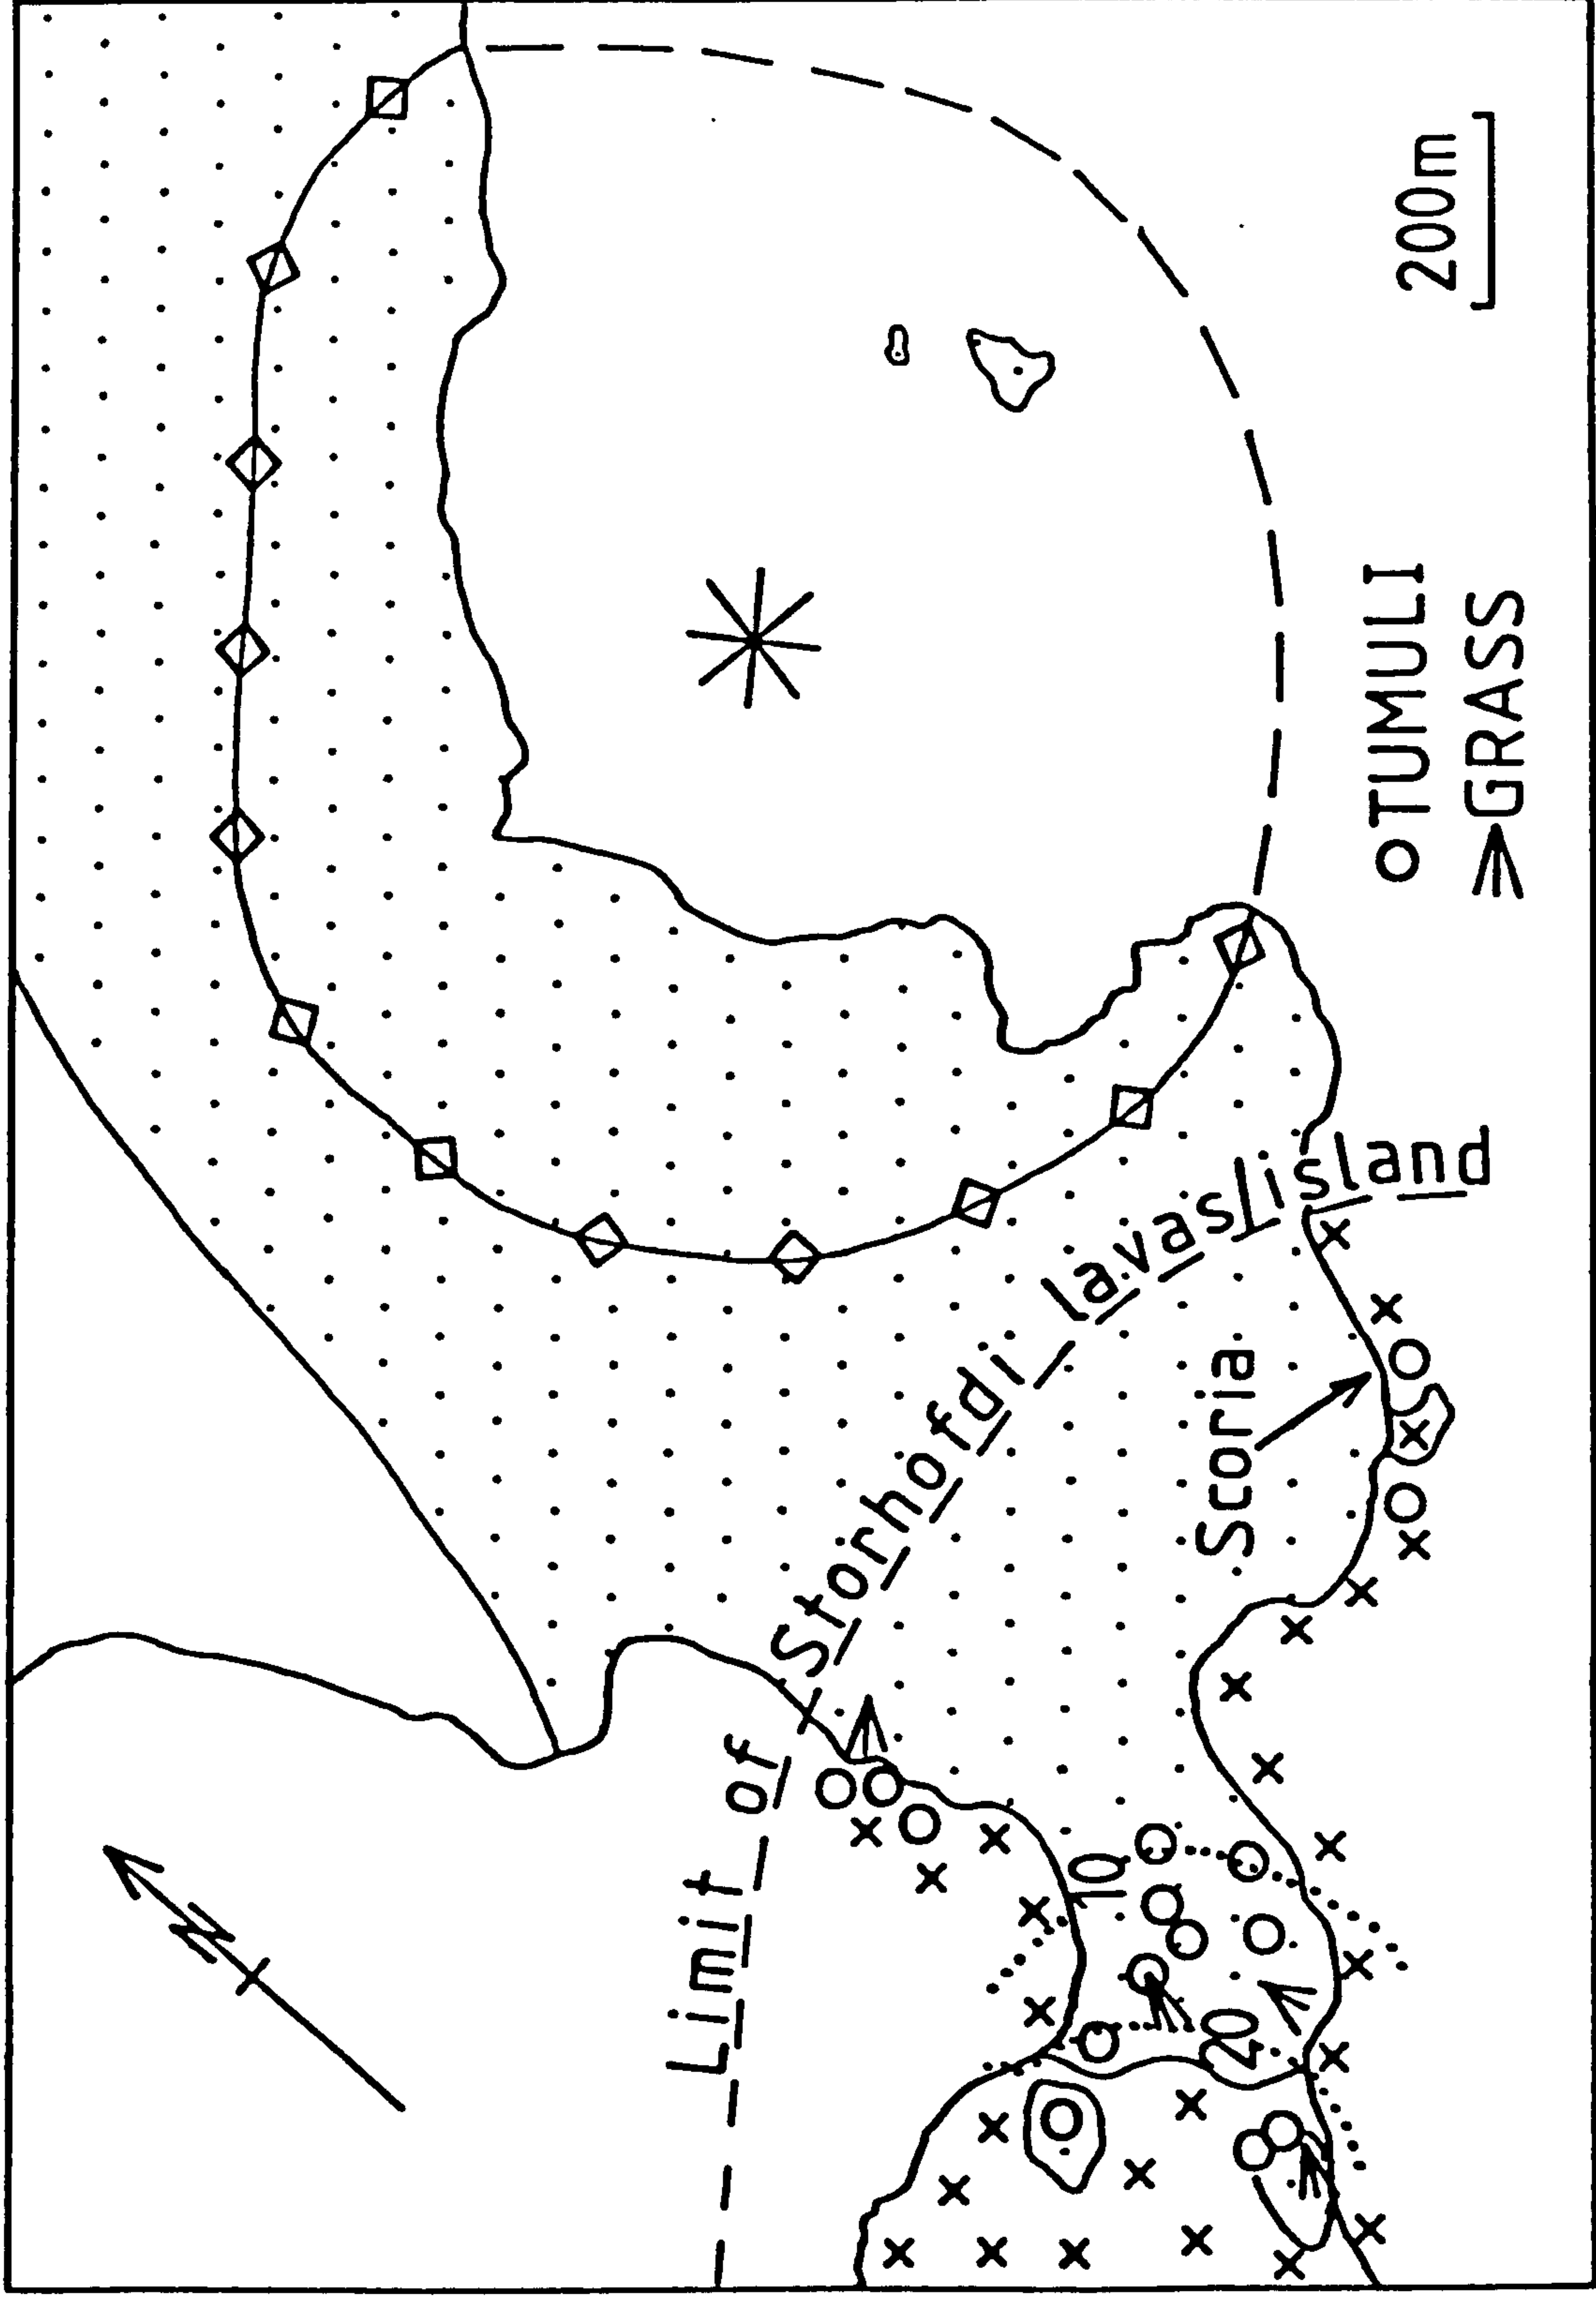 N
Limit of Storhofdi lavas island
10
20
Scoria
TUMULI
GRASS
200m